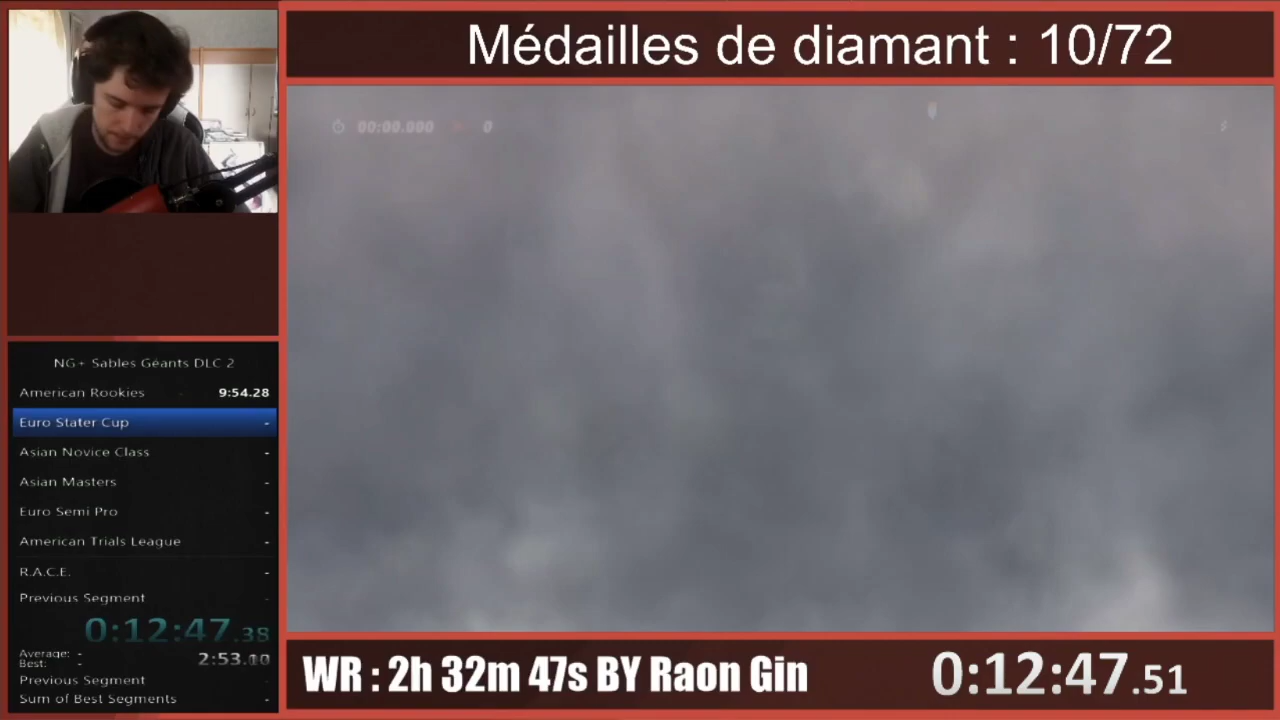 Médailles de diamant : 10/72
00:00.000 0
NG+ Sables Géants DLC 2
American Rookies - 9:54.28
Euro Stater Cup -
Asian Novice Class -
Asian Masters -
Euro Semi Pro -
American Trials League -
R.A.C.E. -
Previous Segment -
0:12:47.38
Average: -
Best: -
2:53.10
Previous Segment -
Sum of Best Segments -
WR : 2h 32m 47s BY Raon Gin
0:12:47.51